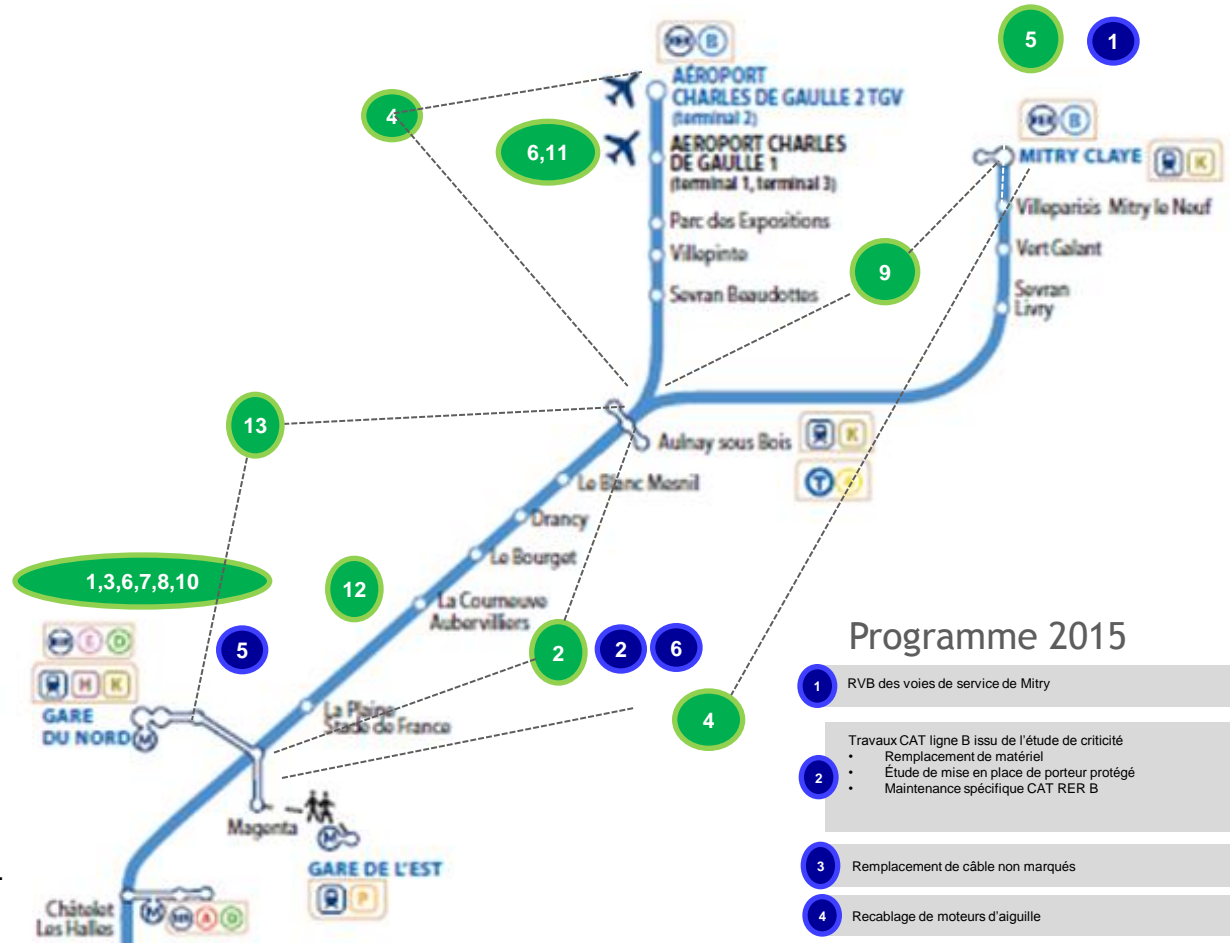 5
1
B
AÉROPORT
CHARLES DE GAULLE 2 TGV
(terminal 2)
4
6,11
AEROPORT CHARLES
DE GAULLE 1
(terminal 1, terminal 3)
B
MITRY CLAYE
K
Parc des Expositions
Villeparisis Mitry le Neuf
Villepinte
Vert Galant
9
Sevran Beaudottes
Sevran
Livry
13
Aulnay sous Bois
K
T
Le Blanc Mesnil
Drancy
Le Bourget
1,3,6,7,8,10
12
La Courneuve
Aubervilliers
E D
5
2
2
6
H K
GARE
DU NORD
M
La Plaine
Stade de France
4
Magenta
M
GARE DE L'EST
P
Châtelet
Les Halles
M
A D
Programme 2015
1 RVB des voies de service de Mitry
Travaux CAT ligne B issu de l'étude de criticité
2
• Remplacement de matériel
• Étude de mise en place de porteur protégé
• Maintenance spécifique CAT RER B
3 Remplacement de câble non marqués
4 Recablage de moteurs d'aiguille